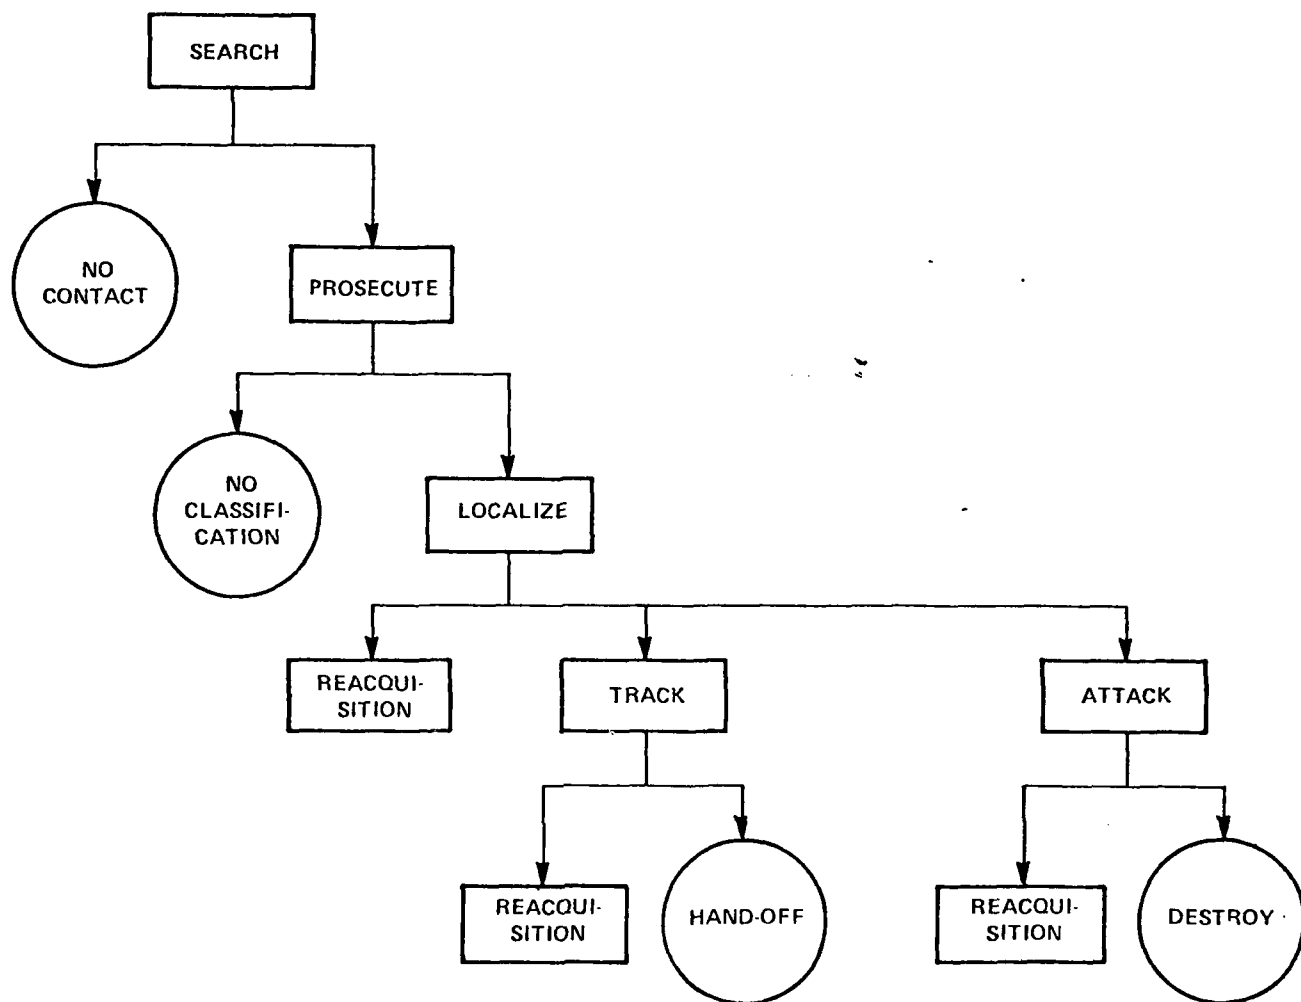 SEARCH
NO
CONTACT
PROSECUTE
NO
CLASSIFI-
CATION
LOCALIZE
REACQUI-
SITION
TRACK
ATTACK
REACQUI-
SITION
HAND-OFF
REACQUI-
SITION
DESTROY